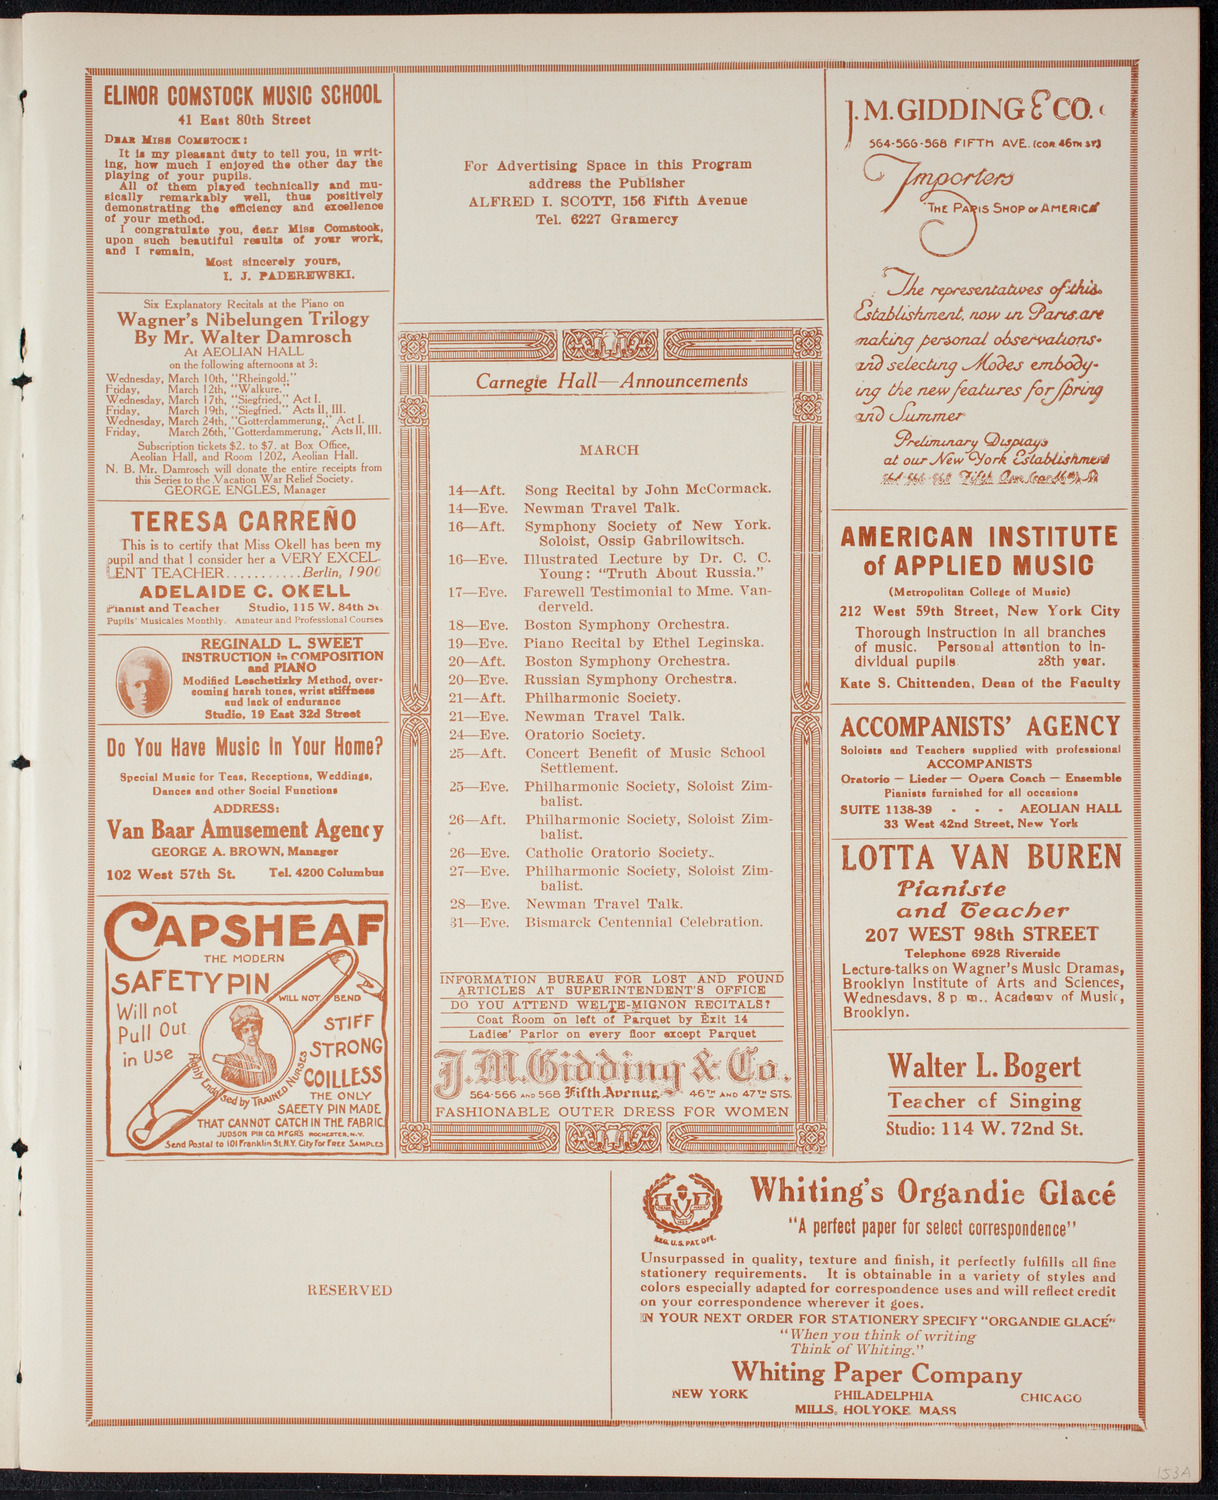 ELINOR COMSTOCK MUSIC SCHOOL
41 East 80th Street
DEAR MISS COMSTOCK:
It is my pleasant duty to tell you, in writ-
ing, how much I enjoyed the other day the
playing of your pupils.
All of them played technically and mu-
sically remarkably well, thus positively
demonstrating the efficiency and excellence
of your method.
I congratulate you, dear Miss Comstock,
upon such beautiful results of your work,
and I remain,
Most sincerely yours,
I. J. PADEREWSKI.
Six Explanatory Recitals at the Piano on
Wagner's Nibelungen Trilogy
By Mr. Walter Damrosch
At AEOLIAN HALL
on the following afternoons at 3:
Wednesday, March 10th, "Rheingold."
Friday, March 12th, "Walkure."
Wednesday, March 17th, "Siegfried," Act I.
Friday, March 19th, "Siegfried." Acts II, III.
Wednesday, March 24th, "Gotterdammerung," Act I.
Friday, March 26th, "Gotterdammerung," Acts II, III.
Subscription tickets $2. to $7. at Box Office,
Aeolian Hall, and Room 1202, Aeolian Hall.
N. B. Mr. Damrosch will donate the entire receipts from
this Series to the Vacation War Relief Society.
GEORGE ENGLES, Manager
TERESA CARREÑO
This is to certify that Miss Okell has been my
pupil and that I consider her a VERY EXCEL-
LENT TEACHER...........Berlin, 1906
ADELAIDE C. OKELL
Pianist and Teacher Studio, 115 W. 84th St.
Pupils' Musicales Monthly. Amateur and Professional Courses
REGINALD L. SWEET
INSTRUCTION in COMPOSITION
and PIANO
Modified Leschetizky Method, over-
coming harsh tones, wrist stiffness
and lack of endurance
Studio, 19 East 32d Street
Do You Have Music In Your Home?
Special Music for Teas, Receptions, Weddings,
Dances and other Social Functions
ADDRESS:
Van Baar Amusement Agency
GEORGE A. BROWN, Manager
102 West 57th St. Tel. 4200 Columbus
CAPSHEAF
THE MODERN
SAFETY PIN
WILL NOT BEND
Will not
Pull Out
in Use
STIFF
STRONG
COILLESS
Highly Endorsed by TRAINED NURSES
THE ONLY
SAFETY PIN MADE
THAT CANNOT CATCH IN THE FABRIC.
JUDSON PIN CO. MFGRS ROCHESTER, N.Y.
Send Postal to 101 Franklin St. N.Y. City for FREE SAMPLES
For Advertising Space in this Program
address the Publisher
ALFRED I. SCOTT, 156 Fifth Avenue
Tel. 6227 Gramercy
Carnegie Hall—Announcements
MARCH
14—Aft. Song Recital by John McCormack.
14—Eve. Newman Travel Talk.
16—Aft. Symphony Society of New York.
Soloist, Ossip Gabrilowitsch.
16—Eve. Illustrated Lecture by Dr. C. C.
Young: "Truth About Russia."
17—Eve. Farewell Testimonial to Mme. Van-
derveld.
18—Eve. Boston Symphony Orchestra.
19—Eve. Piano Recital by Ethel Leginska.
20—Aft. Boston Symphony Orchestra.
20—Eve. Russian Symphony Orchestra.
21—Aft. Philharmonic Society.
21—Eve. Newman Travel Talk.
24—Eve. Oratorio Society.
25—Aft. Concert Benefit of Music School
Settlement.
25—Eve. Philharmonic Society, Soloist Zim-
balist.
26—Aft. Philharmonic Society, Soloist Zim-
balist.
26—Eve. Catholic Oratorio Society.
27—Eve. Philharmonic Society, Soloist Zim-
balist.
28—Eve. Newman Travel Talk.
31—Eve. Bismarck Centennial Celebration.
INFORMATION BUREAU FOR LOST AND FOUND
ARTICLES AT SUPERINTENDENT'S OFFICE
DO YOU ATTEND WELTE-MIGNON RECITALS?
Coat Room on left of Parquet by Exit 14
Ladies' Parlor on every floor except Parquet
J. M. Gidding & Co.
564-566 AND 568 Fifth Avenue. 46TH AND 47TH STS.
FASHIONABLE OUTER DRESS FOR WOMEN
J. M. GIDDING & CO.
564-566-568 FIFTH AVE. (COR. 46TH ST.)
Importers
"THE PARIS SHOP OF AMERICA"
The representatives of this
Establishment, now in Paris are
making personal observations
and selecting Modes embody-
ing the new features for Spring
and Summer
Preliminary Displays
at our New York Establishment
564-566-568 Fifth Ave. (cor. 46th) St.
AMERICAN INSTITUTE
of APPLIED MUSIC
(Metropolitan College of Music)
212 West 59th Street, New York City
Thorough instruction in all branches
of music. Personal attention to in-
dividual pupils 28th year.
Kate S. Chittenden, Dean of the Faculty
ACCOMPANISTS' AGENCY
Soloists and Teachers supplied with professional
ACCOMPANISTS
Oratorio — Lieder — Opera Coach — Ensemble
Pianists furnished for all occasions
SUITE 1138-39 - - - AEOLIAN HALL
33 West 42nd Street, New York
LOTTA VAN BUREN
Pianiste
and Teacher
207 WEST 98th STREET
Telephone 6928 Riverside
Lecture-talks on Wagner's Music Dramas,
Brooklyn Institute of Arts and Sciences,
Wednesdays, 8 p. m., Academy of Music,
Brooklyn.
Walter L. Bogert
Teacher of Singing
Studio: 114 W. 72nd St.
RESERVED
REG. U.S. PAT. OFF.
Whiting's Organdie Glacé
"A perfect paper for select correspondence"
Unsurpassed in quality, texture and finish, it perfectly fulfills all fine
stationery requirements. It is obtainable in a variety of styles and
colors especially adapted for correspondence uses and will reflect credit
on your correspondence wherever it goes.
IN YOUR NEXT ORDER FOR STATIONERY SPECIFY "ORGANDIE GLACÉ"
"When you think of writing
Think of Whiting."
Whiting Paper Company
NEW YORK PHILADELPHIA CHICAGO
MILLS, HOLYOKE, MASS
153A